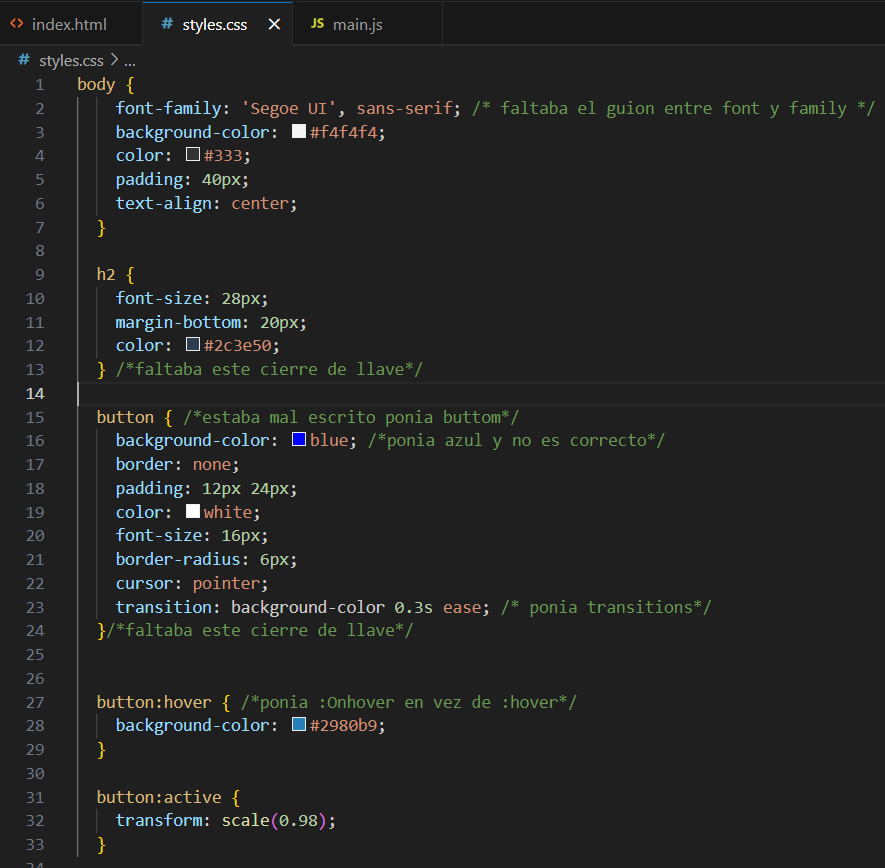 <> index.html # styles.css × JS main.js
# styles.css > ...
1 body {
2 font-family: 'Segoe UI', sans-serif; /* faltaba el guion entre font y family */
3 background-color: #f4f4f4;
4 color: #333;
5 padding: 40px;
6 text-align: center;
7 }
8
9 h2 {
10 font-size: 28px;
11 margin-bottom: 20px;
12 color: #2c3e50;
13 } /*faltaba este cierre de llave*/
14
15 button { /*estaba mal escrito ponia buttom*/
16 background-color: blue; /*ponia azul y no es correcto*/
17 border: none;
18 padding: 12px 24px;
19 color: white;
20 font-size: 16px;
21 border-radius: 6px;
22 cursor: pointer;
23 transition: background-color 0.3s ease; /* ponia transitions*/
24 }/*faltaba este cierre de llave*/
25
26
27 button:hover { /*ponia :Onhover en vez de :hover*/
28 background-color: #2980b9;
29 }
30
31 button:active {
32 transform: scale(0.98);
33 }
34